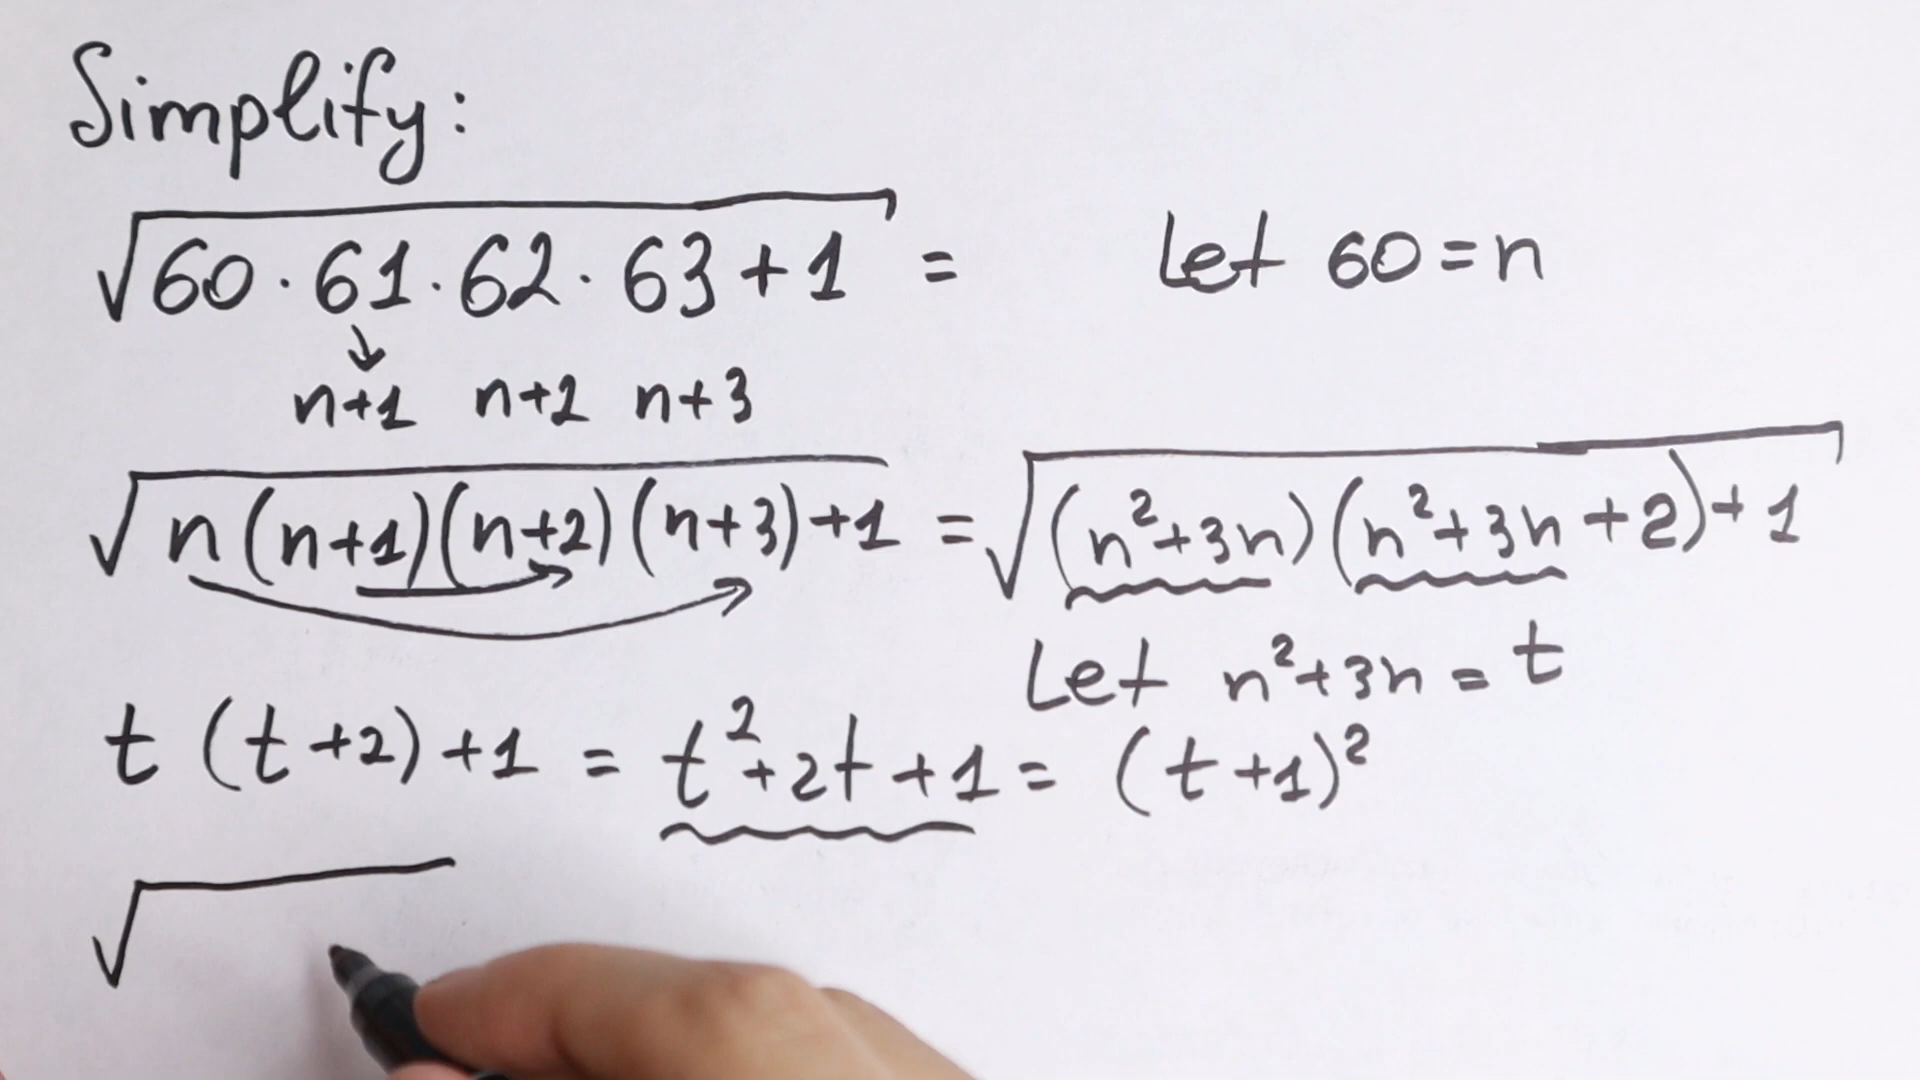 Simplify:
√60 · 61 · 62 · 63 + 1 =
Let 60 = n
↓
n+1 n+2 n+3
√n(n+1)(n+2)(n+3)+1 = √(n²+3n)(n²+3n+2)+1
Let n²+3n = t
t (t+2)+1 = t²+2t+1 = (t+1)²
√